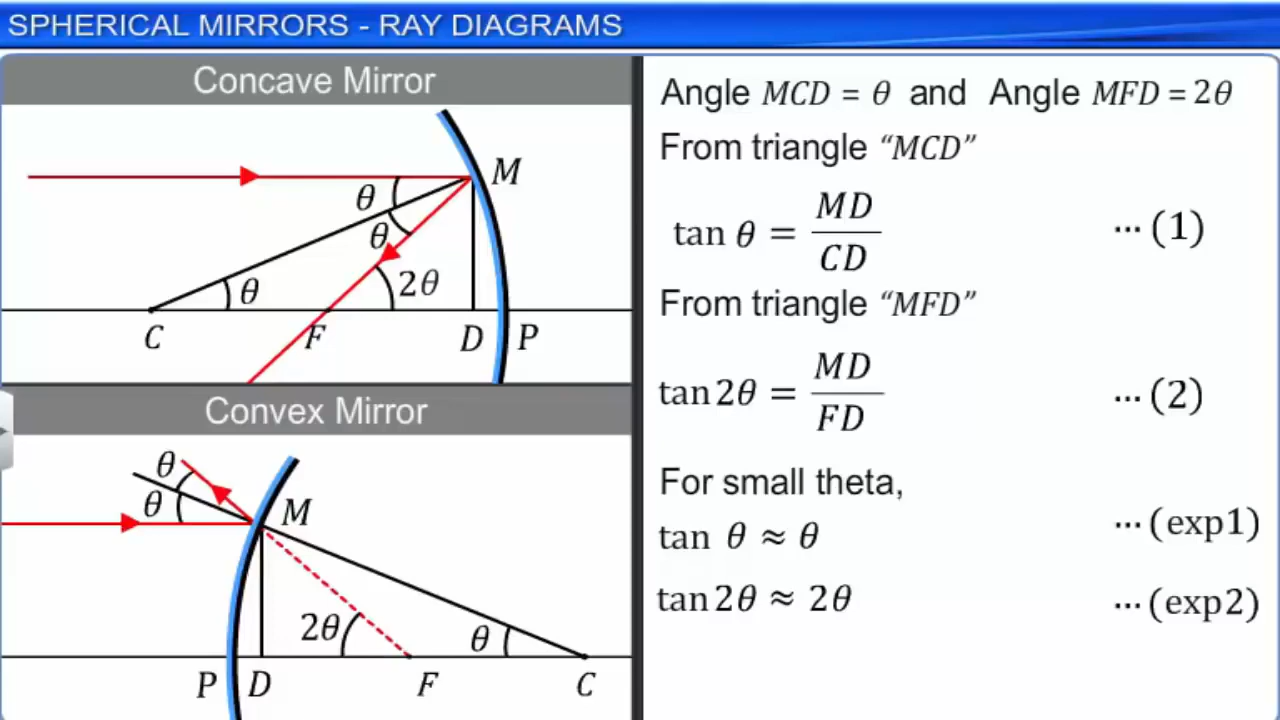 SPHERICAL MIRRORS - RAY DIAGRAMS
Concave Mirror
θ
θ
θ
2θ
M
C
F
D
P
Convex Mirror
θ
θ
M
2θ
θ
P
D
F
C
Angle MCD = θ and Angle MFD = 2θ
From triangle “MCD”
tan θ = MD/CD ··· (1)
From triangle “MFD”
tan 2θ = MD/FD ··· (2)
For small theta,
tan θ ≈ θ ··· (exp1)
tan 2θ ≈ 2θ ··· (exp2)